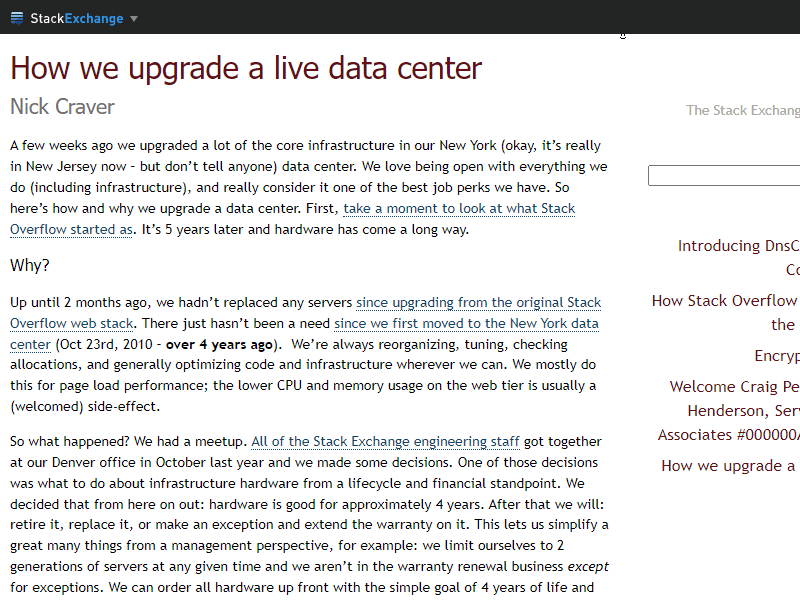 StackExchange
How we upgrade a live data center
Nick Craver
A few weeks ago we upgraded a lot of the core infrastructure in our New York (okay, it’s really
in New Jersey now – but don’t tell anyone) data center. We love being open with everything we
do (including infrastructure), and really consider it one of the best job perks we have. So
here’s how and why we upgrade a data center. First, take a moment to look at what Stack
Overflow started as. It’s 5 years later and hardware has come a long way.
Why?
Up until 2 months ago, we hadn’t replaced any servers since upgrading from the original Stack
Overflow web stack. There just hasn’t been a need since we first moved to the New York data
center (Oct 23rd, 2010 – over 4 years ago).  We’re always reorganizing, tuning, checking
allocations, and generally optimizing code and infrastructure wherever we can. We mostly do
this for page load performance; the lower CPU and memory usage on the web tier is usually a
(welcomed) side-effect.
So what happened? We had a meetup. All of the Stack Exchange engineering staff got together
at our Denver office in October last year and we made some decisions. One of those decisions
was what to do about infrastructure hardware from a lifecycle and financial standpoint. We
decided that from here on out: hardware is good for approximately 4 years. After that we will:
retire it, replace it, or make an exception and extend the warranty on it. This lets us simplify a
great many things from a management perspective, for example: we limit ourselves to 2
generations of servers at any given time and we aren’t in the warranty renewal business except
for exceptions. We can order all hardware up front with the simple goal of 4 years of life and
The Stack Exchang
Introducing DnsC
Co
How Stack Overflow
the
Encryp
Welcome Craig Pe
Henderson, Serv
Associates #000000A
How we upgrade a